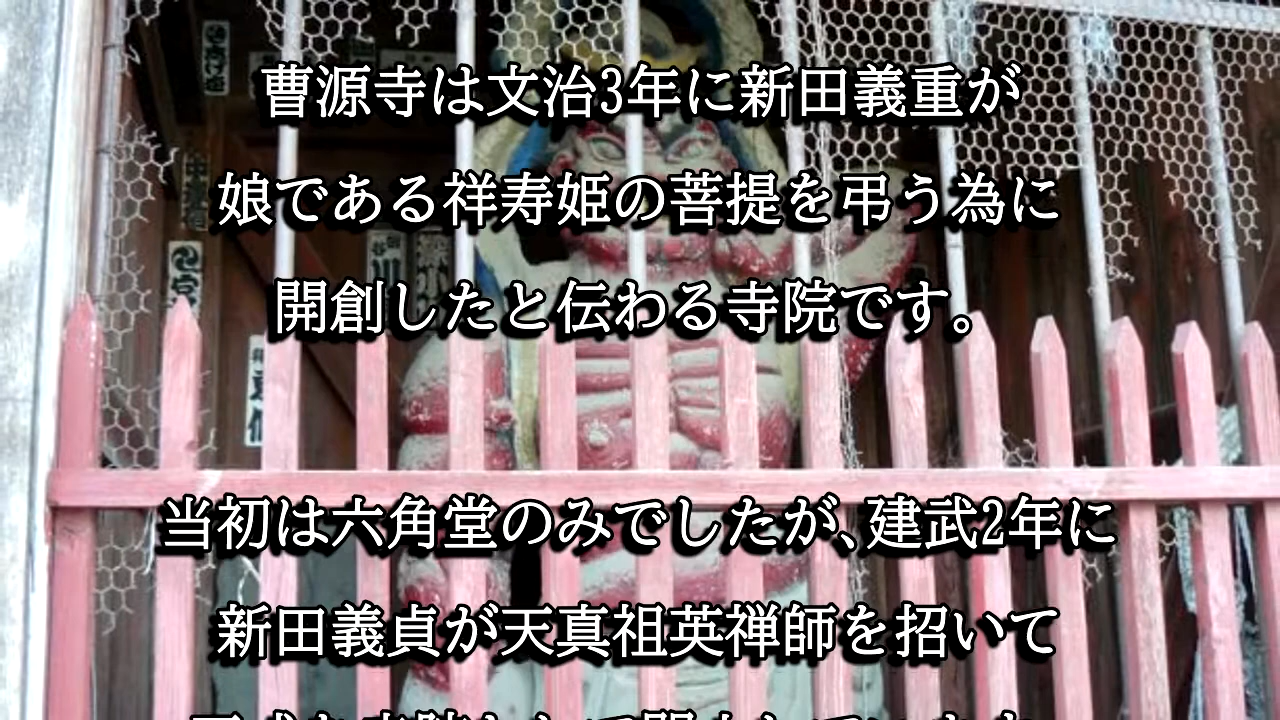 曹源寺は文治3年に新田義重が
娘である祥寿姫の菩提を弔う為に
開創したと伝わる寺院です。
当初は六角堂のみでしたが、建武2年に
新田義貞が天真祖英禅師を招いて